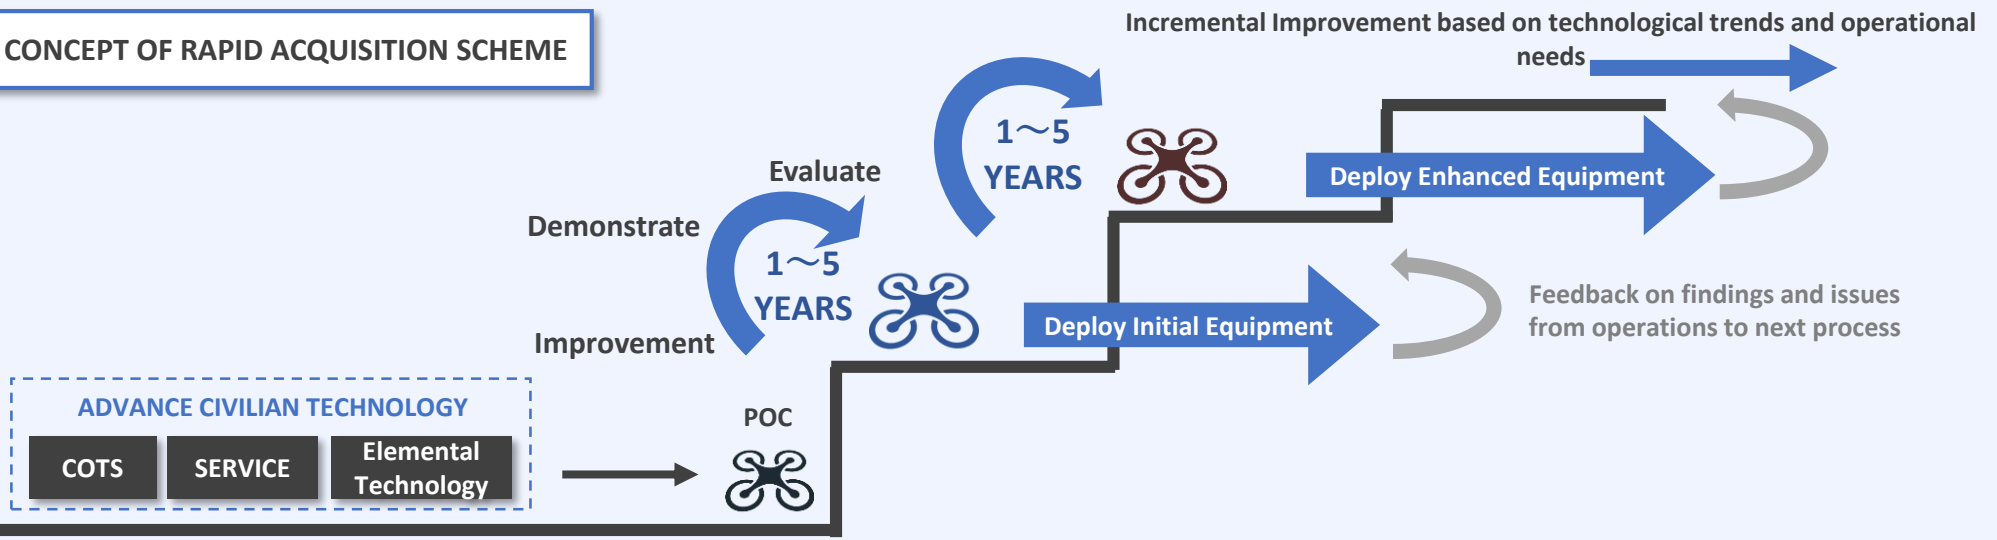 CONCEPT OF RAPID ACQUISITION SCHEME
Incremental Improvement based on technological trends and operational
needs
1～5
YEARS
Deploy Enhanced Equipment
Evaluate
Demonstrate
Improvement
1～5
YEARS
Deploy Initial Equipment
Feedback on findings and issues
from operations to next process
ADVANCE CIVILIAN TECHNOLOGY
COTS
SERVICE
Elemental
Technology
POC